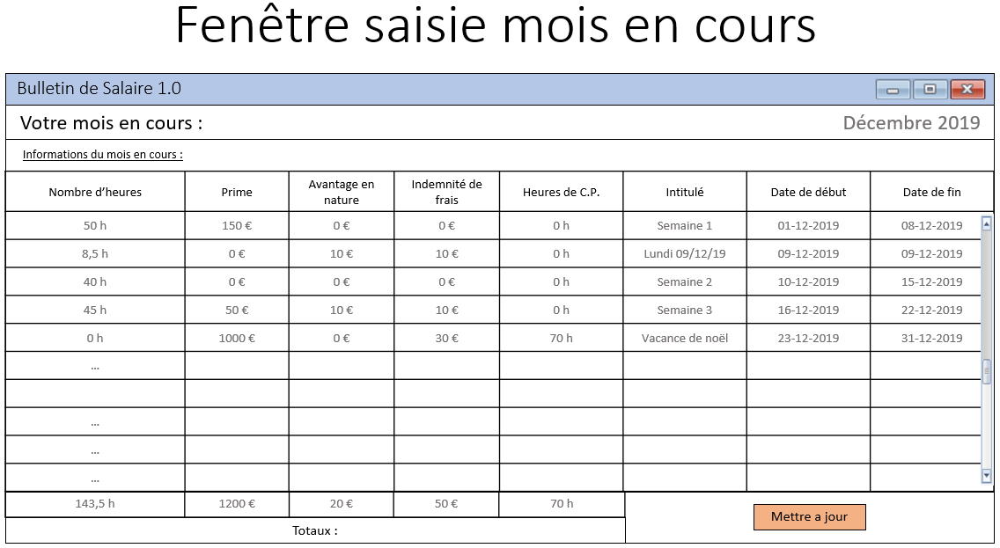 Fenêtre saisie mois en cours
Bulletin de Salaire 1.0
Votre mois en cours : Décembre 2019
Informations du mois en cours :
Nombre d’heures Prime Avantage en nature Indemnité de frais Heures de C.P. Intitulé Date de début Date de fin
50 h 150 € 0 € 0 € 0 h Semaine 1 01-12-2019 08-12-2019
8,5 h 0 € 10 € 10 € 0 h Lundi 09/12/19 09-12-2019 09-12-2019
40 h 0 € 0 € 0 € 0 h Semaine 2 10-12-2019 15-12-2019
45 h 50 € 10 € 10 € 0 h Semaine 3 16-12-2019 22-12-2019
0 h 1000 € 0 € 30 € 70 h Vacance de noël 23-12-2019 31-12-2019
...
...
...
...
143,5 h 1200 € 20 € 50 € 70 h
Totaux :
Mettre a jour